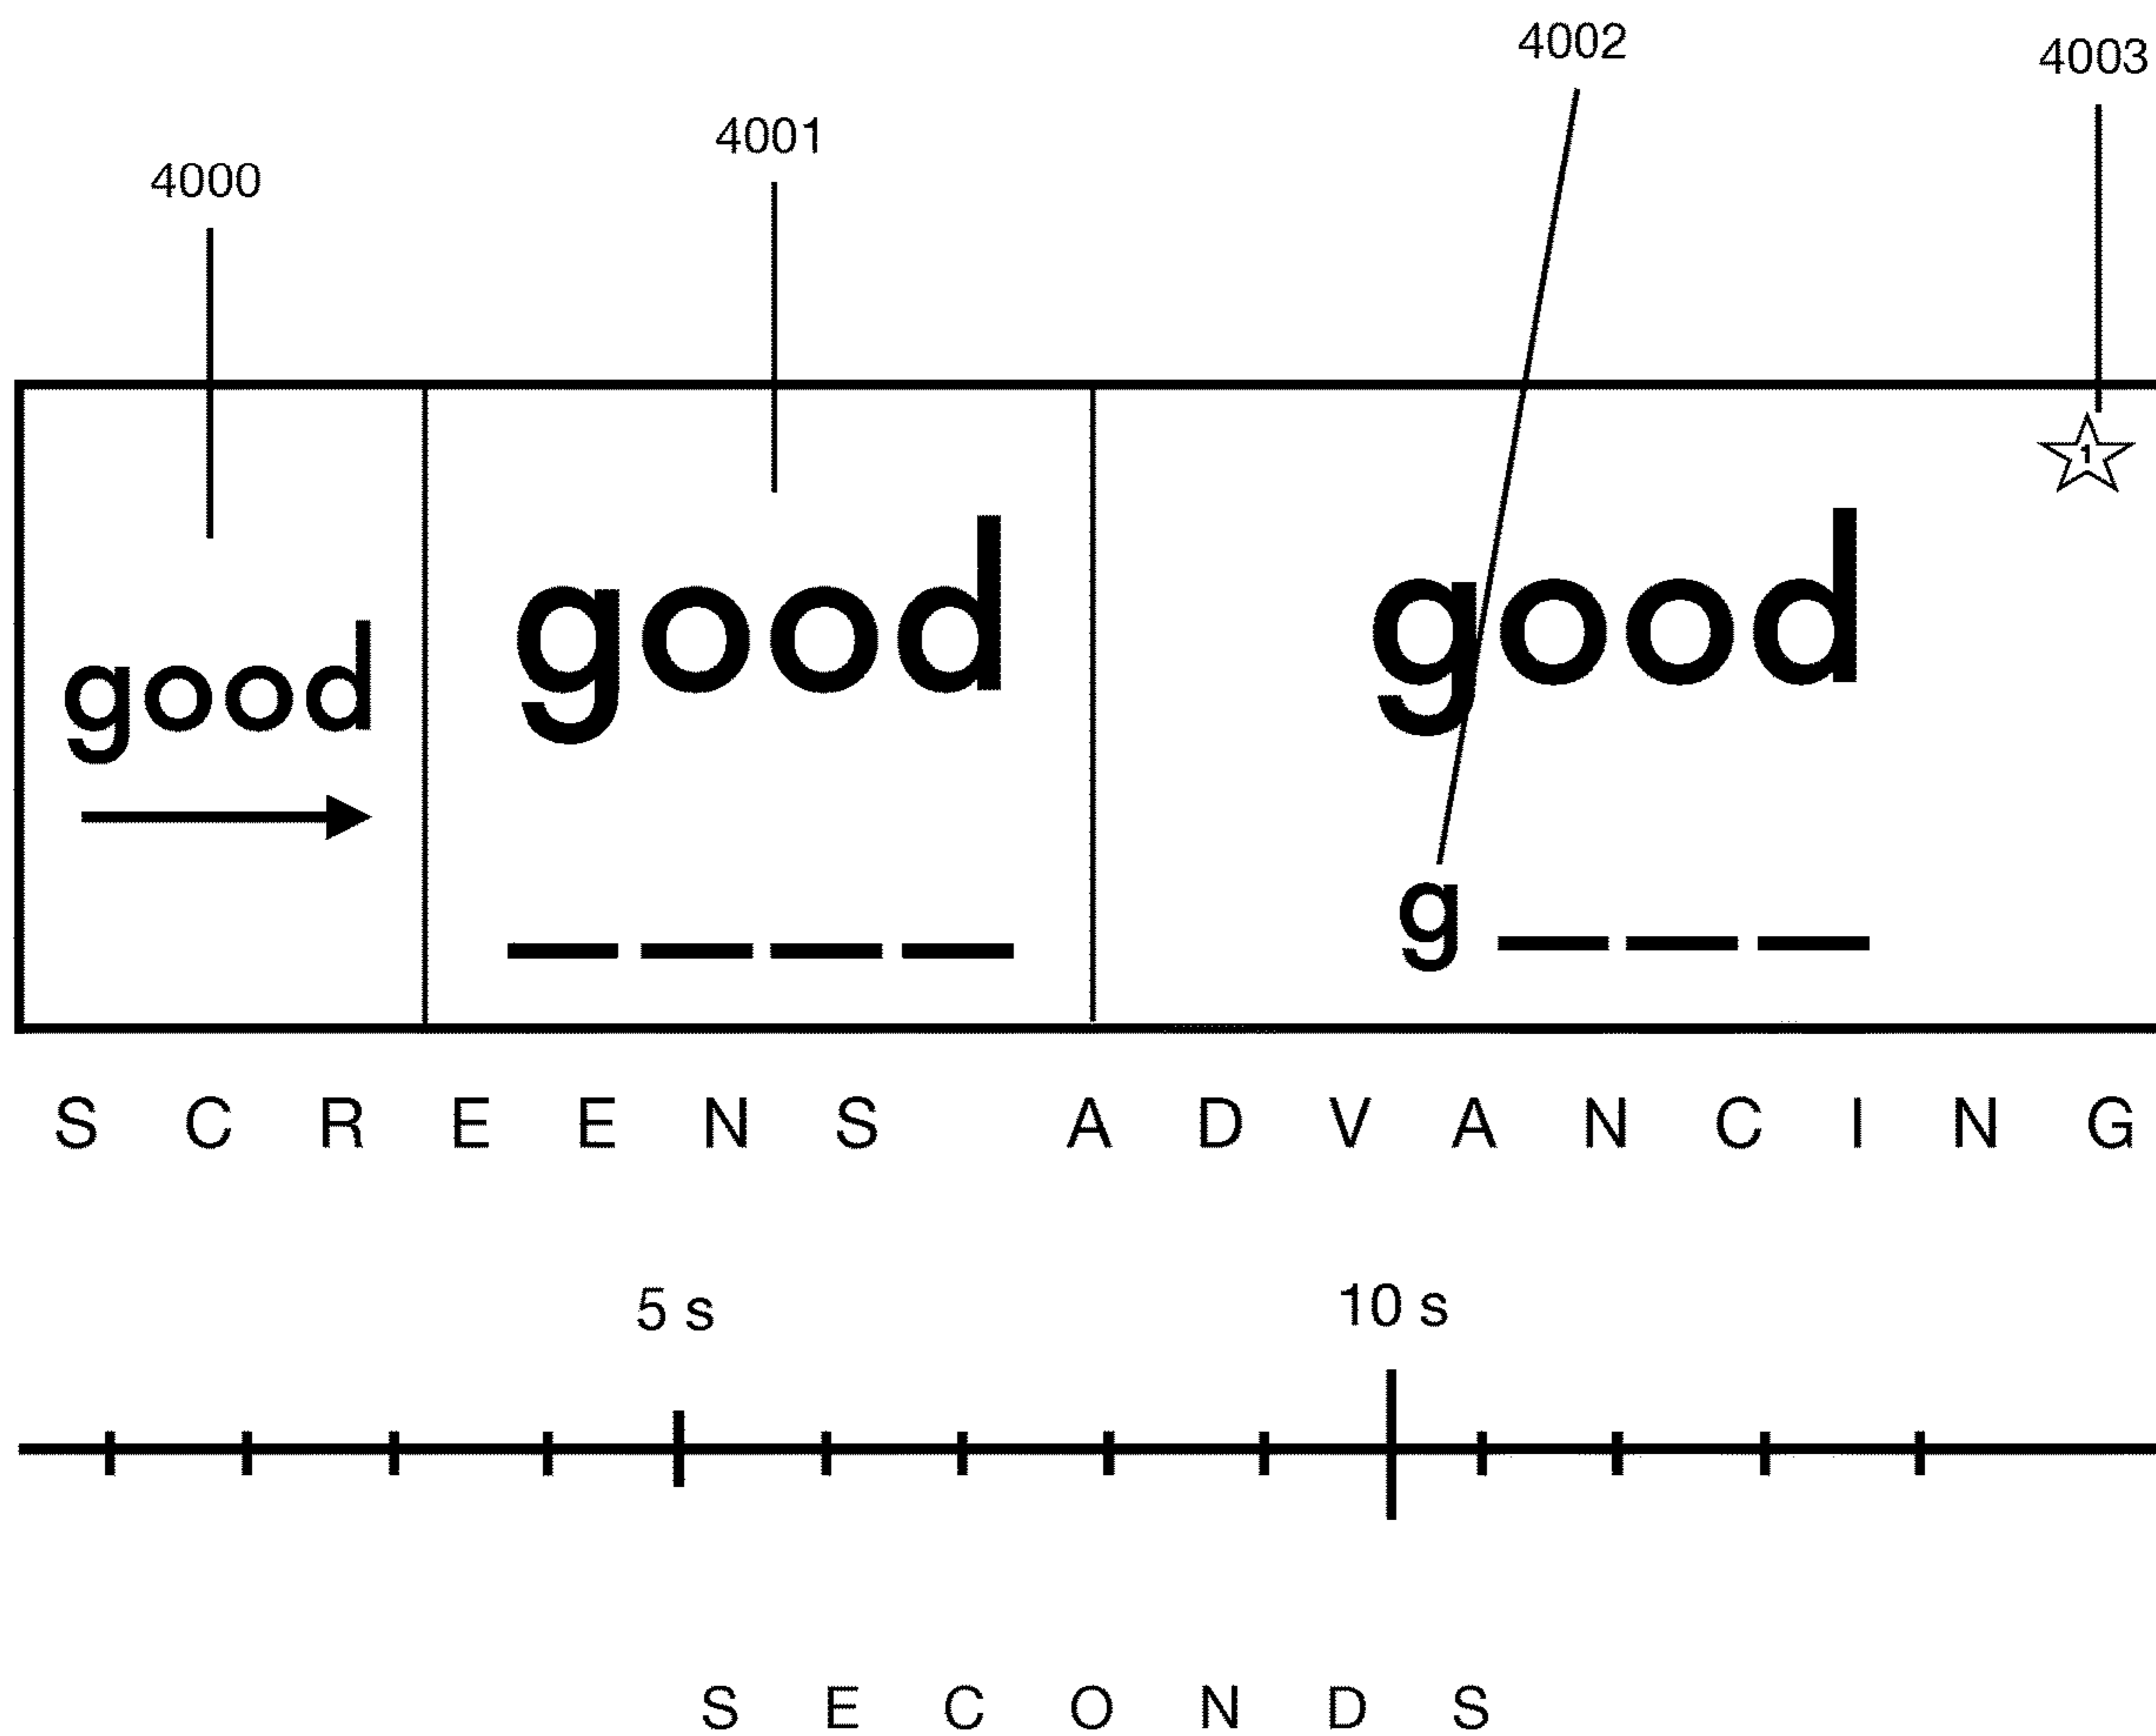 4002
4003
4001
4000
1
good good good
g _ _ _
_ _ _ _
S C R E E N S A D V A N C I N G
5 s 10 s
S E C O N D S